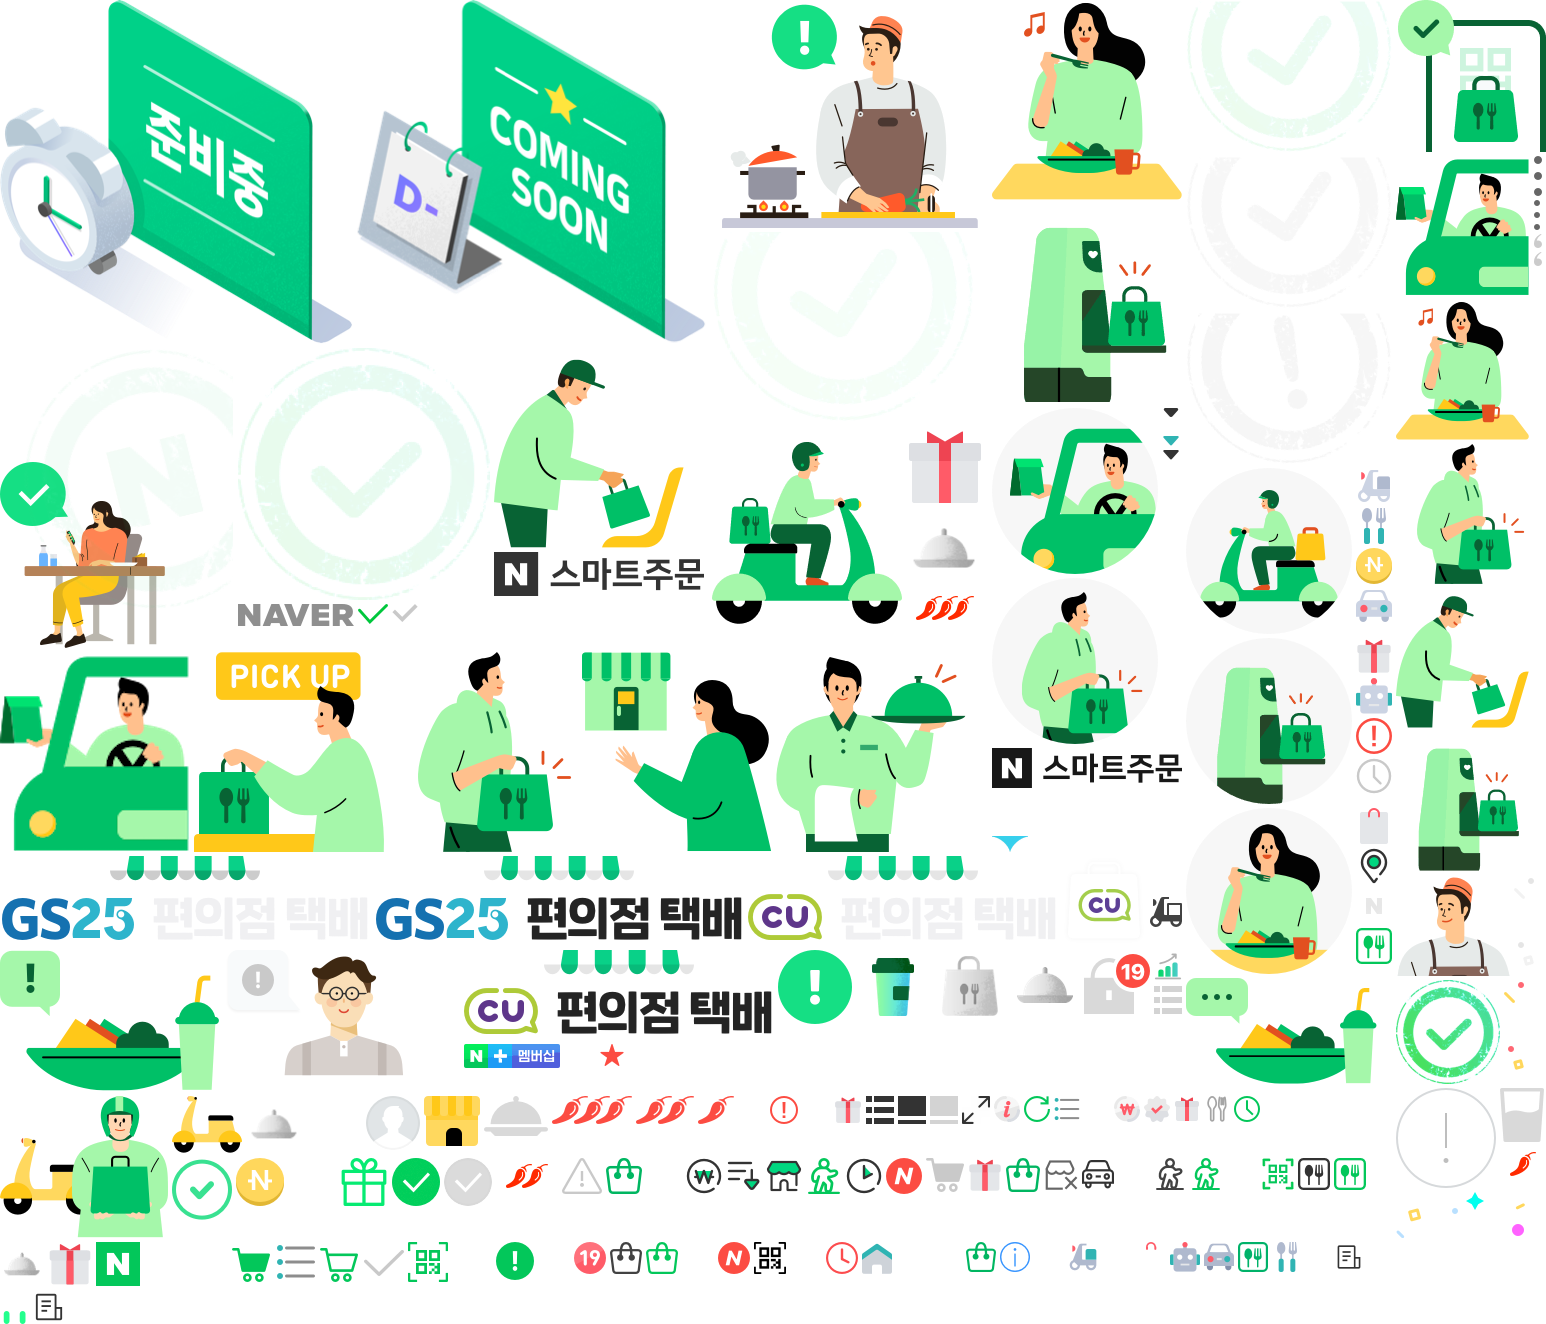 준비중
COMING
SOON
D-
N 스마트주문
NAVER
PICK UP
N 스마트주문
GS25 편의점 택배
GS25 편의점 택배
CU 편의점 택배
CU
CU 편의점 택배
19
N + 멤버십
19